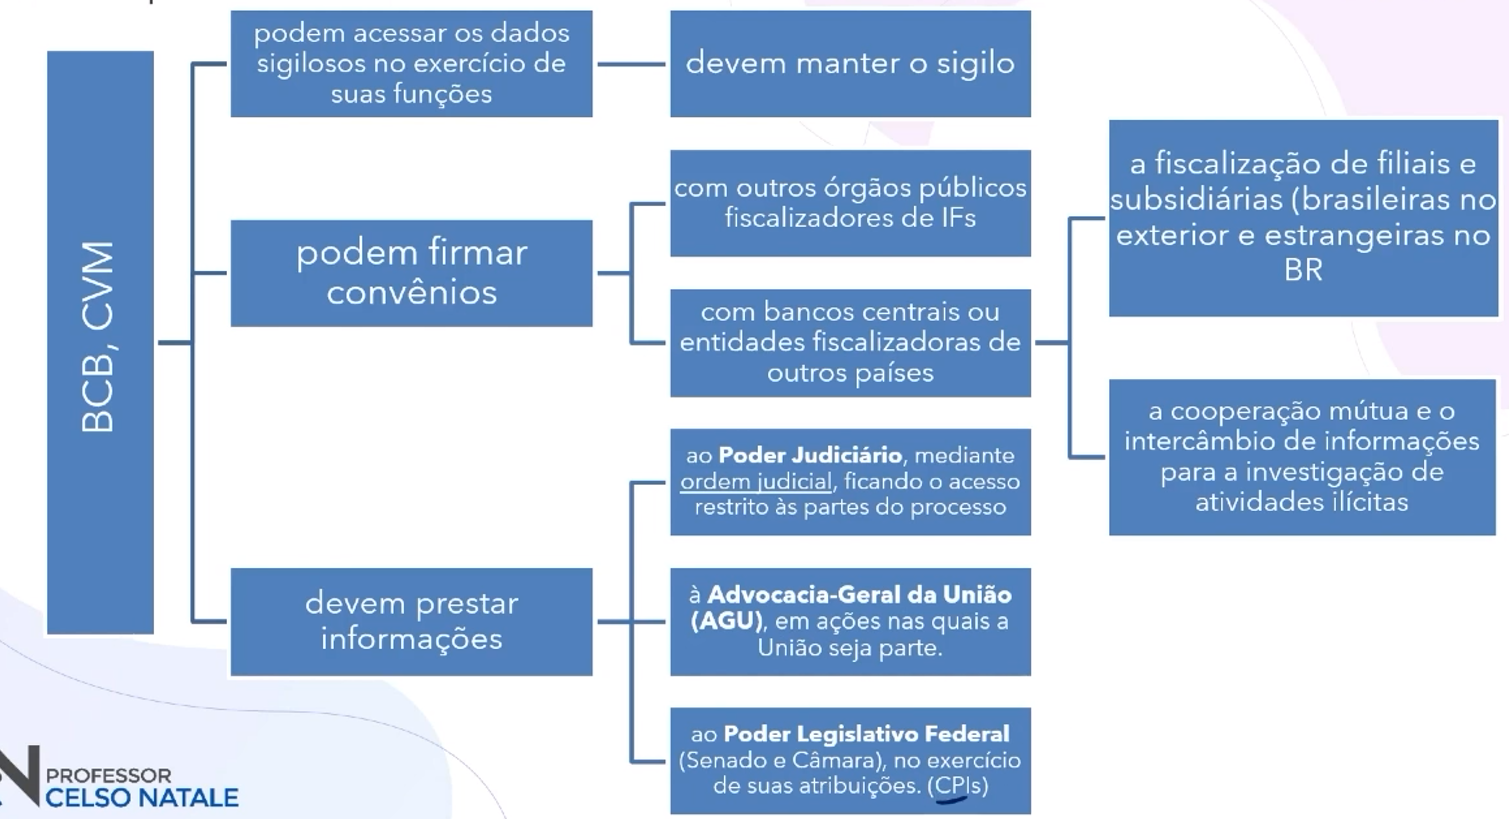 BCB, CVM
podem acessar os dados
sigilosos no exercício de
suas funções
devem manter o sigilo
podem firmar
convênios
com outros órgãos públicos
fiscalizadores de IFs
com bancos centrais ou
entidades fiscalizadoras de
outros países
a fiscalização de filiais e
subsidiárias (brasileiras no
exterior e estrangeiras no
BR
a cooperação mútua e o
intercâmbio de informações
para a investigação de
atividades ilícitas
devem prestar
informações
ao Poder Judiciário, mediante
ordem judicial, ficando o acesso
restrito às partes do processo
à Advocacia-Geral da União
(AGU), em ações nas quais a
União seja parte.
ao Poder Legislativo Federal
(Senado e Câmara), no exercício
de suas atribuições. (CPIs)
PROFESSOR
CELSO NATALE